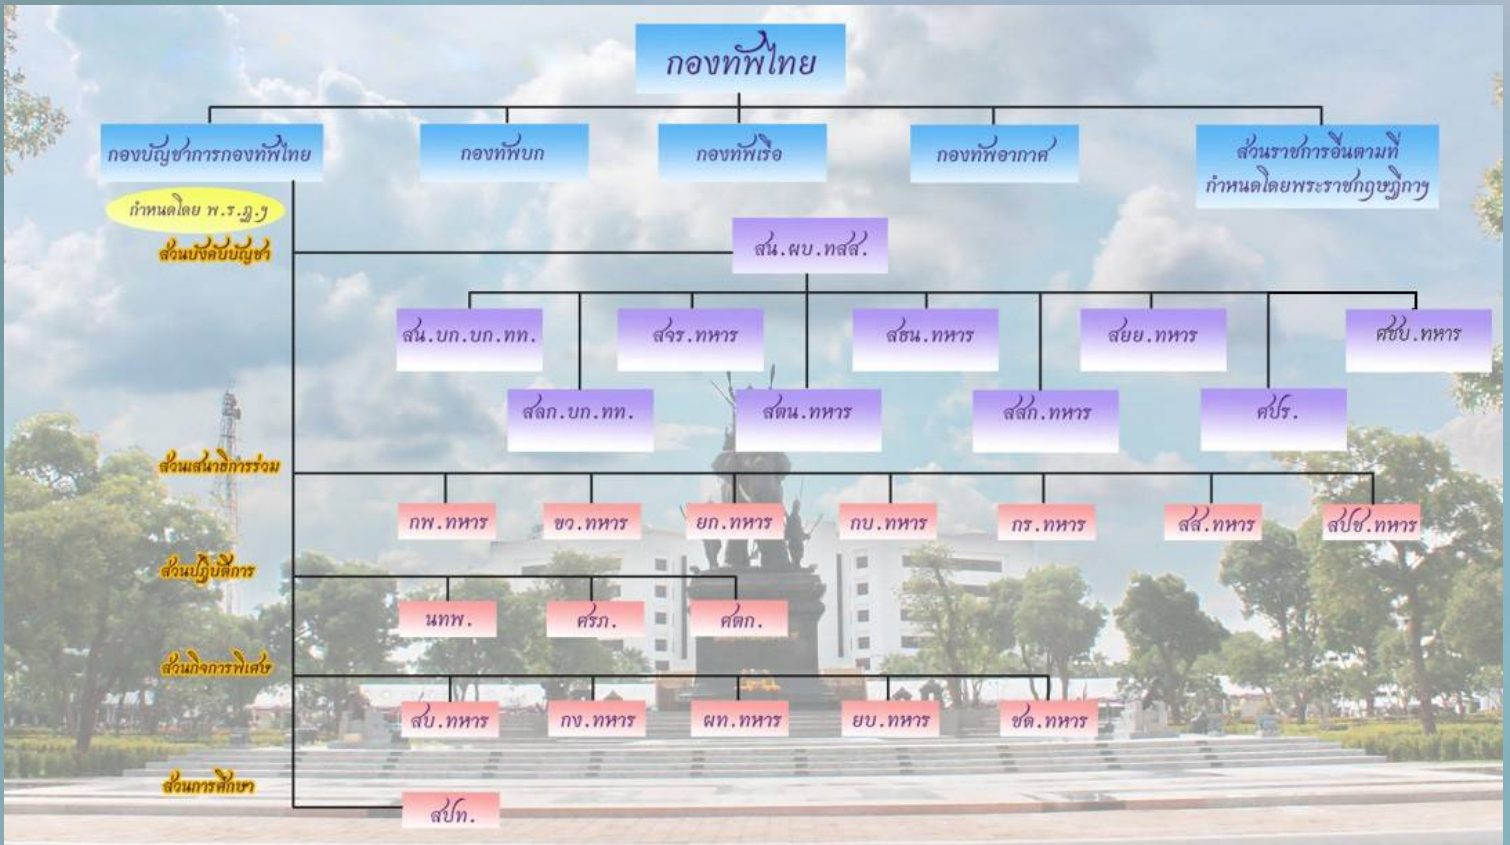 กองทัพไทย
กองบัญชาการกองทัพไทย
กองทัพบก
กองทัพเรือ
กองทัพอากาศ
ส่วนราชการอื่นตามที่
กำหนดโดยพระราชกฤษฎีกาฯ
กำหนดโดย พ.ร.ฎ.ฯ
ส่วนบังคับบัญชา
สน.ผบ.ทสส.
สน.บก.บก.ทท.
สจร.ทหาร
สธน.ทหาร
สยย.ทหาร
ศซบ.ทหาร
สลก.บก.ทท.
สตน.ทหาร
สสก.ทหาร
ศปร.
ส่วนเสนาธิการร่วม
กพ.ทหาร
ขว.ทหาร
ยก.ทหาร
กบ.ทหาร
กร.ทหาร
สส.ทหาร
สปช.ทหาร
ส่วนปฏิบัติการ
นทพ.
ศรภ.
ศตก.
ส่วนกิจการพิเศษ
สบ.ทหาร
กง.ทหาร
ผท.ทหาร
ยบ.ทหาร
ชด.ทหาร
ส่วนการศึกษา
สปท.